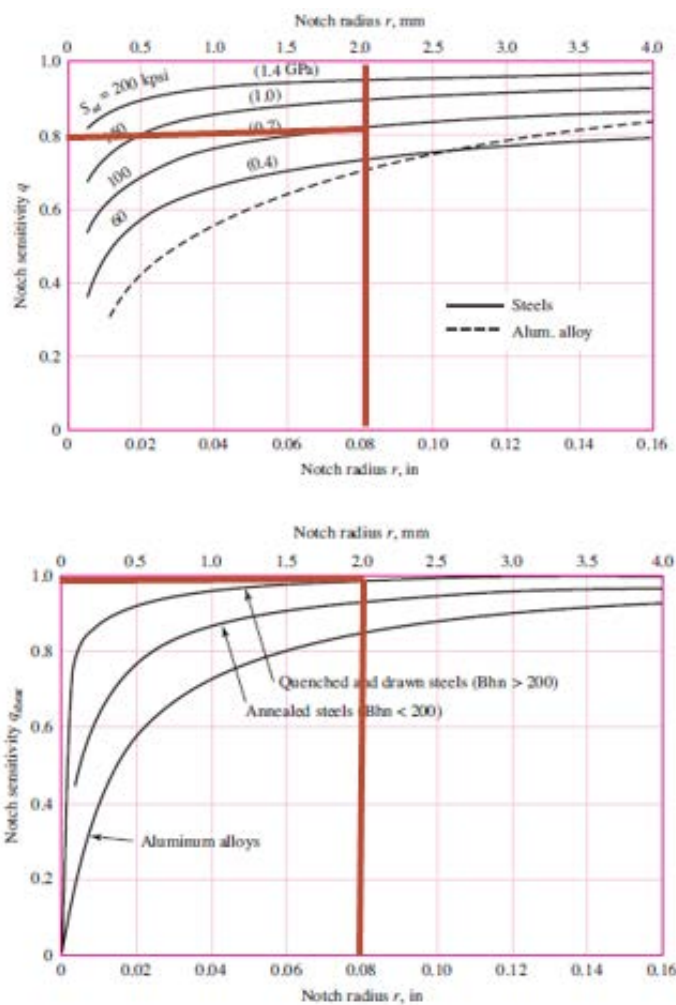 Notch radius r, mm
0 0.5 1.0 1.5 2.0 2.5 3.0 3.5 4.0
1.0
S_ut = 200 kpsi
(1.4 GPa)
(1.0)
0.8
(0.7)
100
(0.4)
60
0.6
Notch sensitivity q
0.4
Steels
Alum. alloy
0.2
0
0 0.02 0.04 0.06 0.08 0.10 0.12 0.14 0.16
Notch radius r, in
Notch radius r, mm
0 0.5 1.0 1.5 2.0 2.5 3.0 3.5 4.0
1.0
0.8
Quenched and drawn steels (Bhn > 200)
Annealed steels (Bhn < 200)
0.6
Notch sensitivity q_shear
0.4
Aluminum alloys
0.2
0
0 0.02 0.04 0.06 0.08 0.10 0.12 0.14 0.16
Notch radius r, in